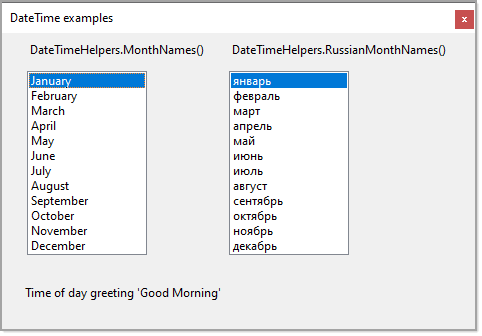 DateTime examples
x
DateTimeHelpers.MonthNames()
DateTimeHelpers.RussianMonthNames()
January
February
March
April
May
June
July
August
September
October
November
December
январь
февраль
март
апрель
май
июнь
июль
август
сентябрь
октябрь
ноябрь
декабрь
Time of day greeting 'Good Morning'